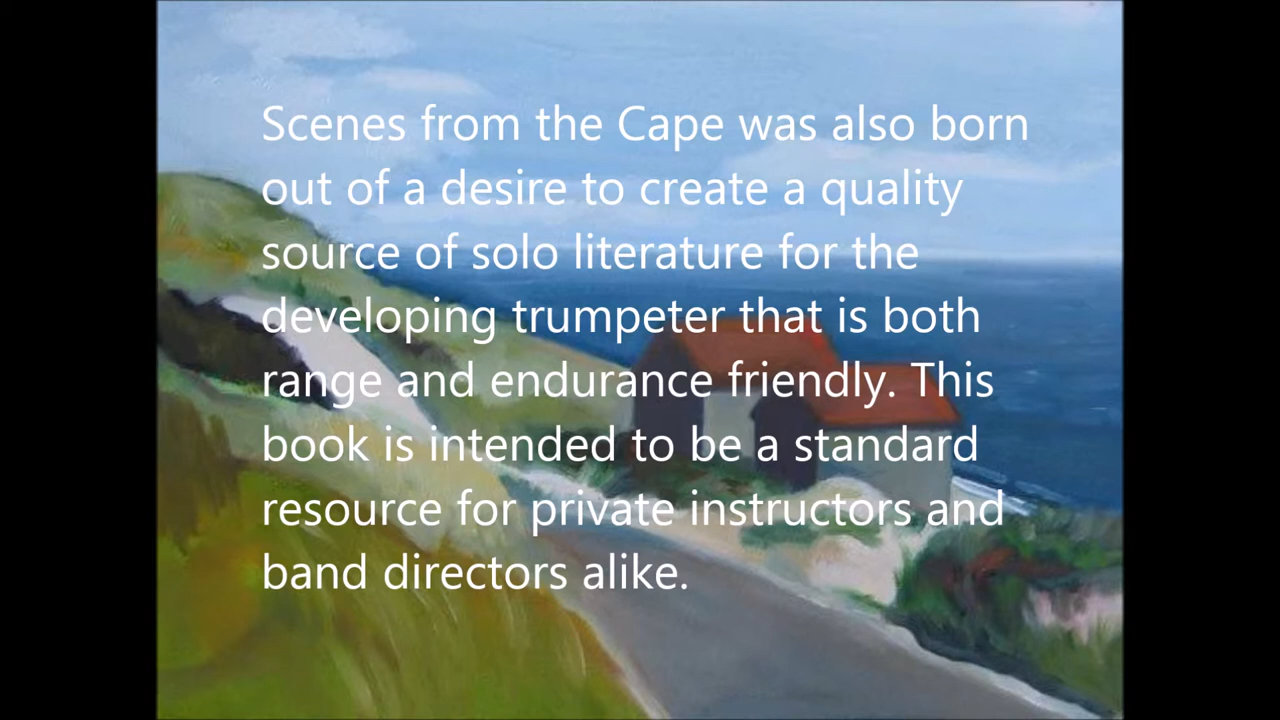 Scenes from the Cape was also born
out of a desire to create a quality
source of solo literature for the
developing trumpeter that is both
range and endurance friendly. This
book is intended to be a standard
resource for private instructors and
band directors alike.